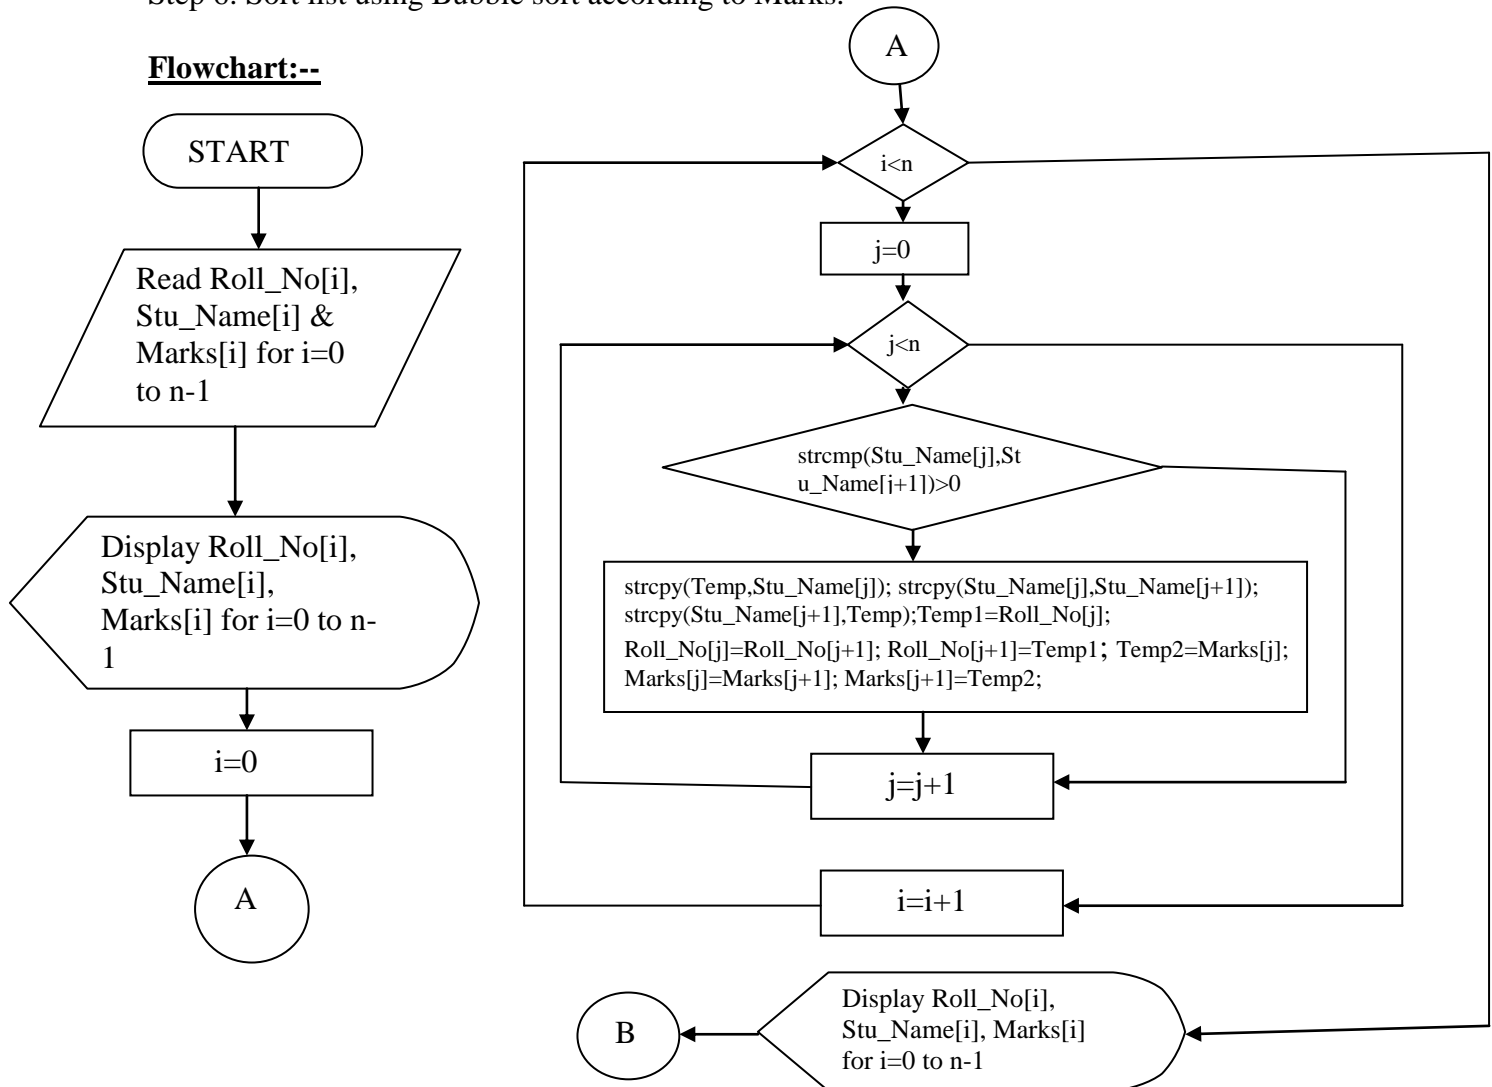 Step 6: Sort list using Bubble sort according to Marks.
Flowchart:--
START
Read Roll_No[i],
Stu_Name[i] &
Marks[i] for i=0
to n-1
Display Roll_No[i],
Stu_Name[i],
Marks[i] for i=0 to n-
1
i=0
A
A
i<n
j=0
j<n
strcmp(Stu_Name[j],St
u_Name[j+1])>0
strcpy(Temp,Stu_Name[j]); strcpy(Stu_Name[j],Stu_Name[j+1]);
strcpy(Stu_Name[j+1],Temp);Temp1=Roll_No[j];
Roll_No[j]=Roll_No[j+1]; Roll_No[j+1]=Temp1; Temp2=Marks[j];
Marks[j]=Marks[j+1]; Marks[j+1]=Temp2;
j=j+1
i=i+1
Display Roll_No[i],
Stu_Name[i], Marks[i]
for i=0 to n-1
B